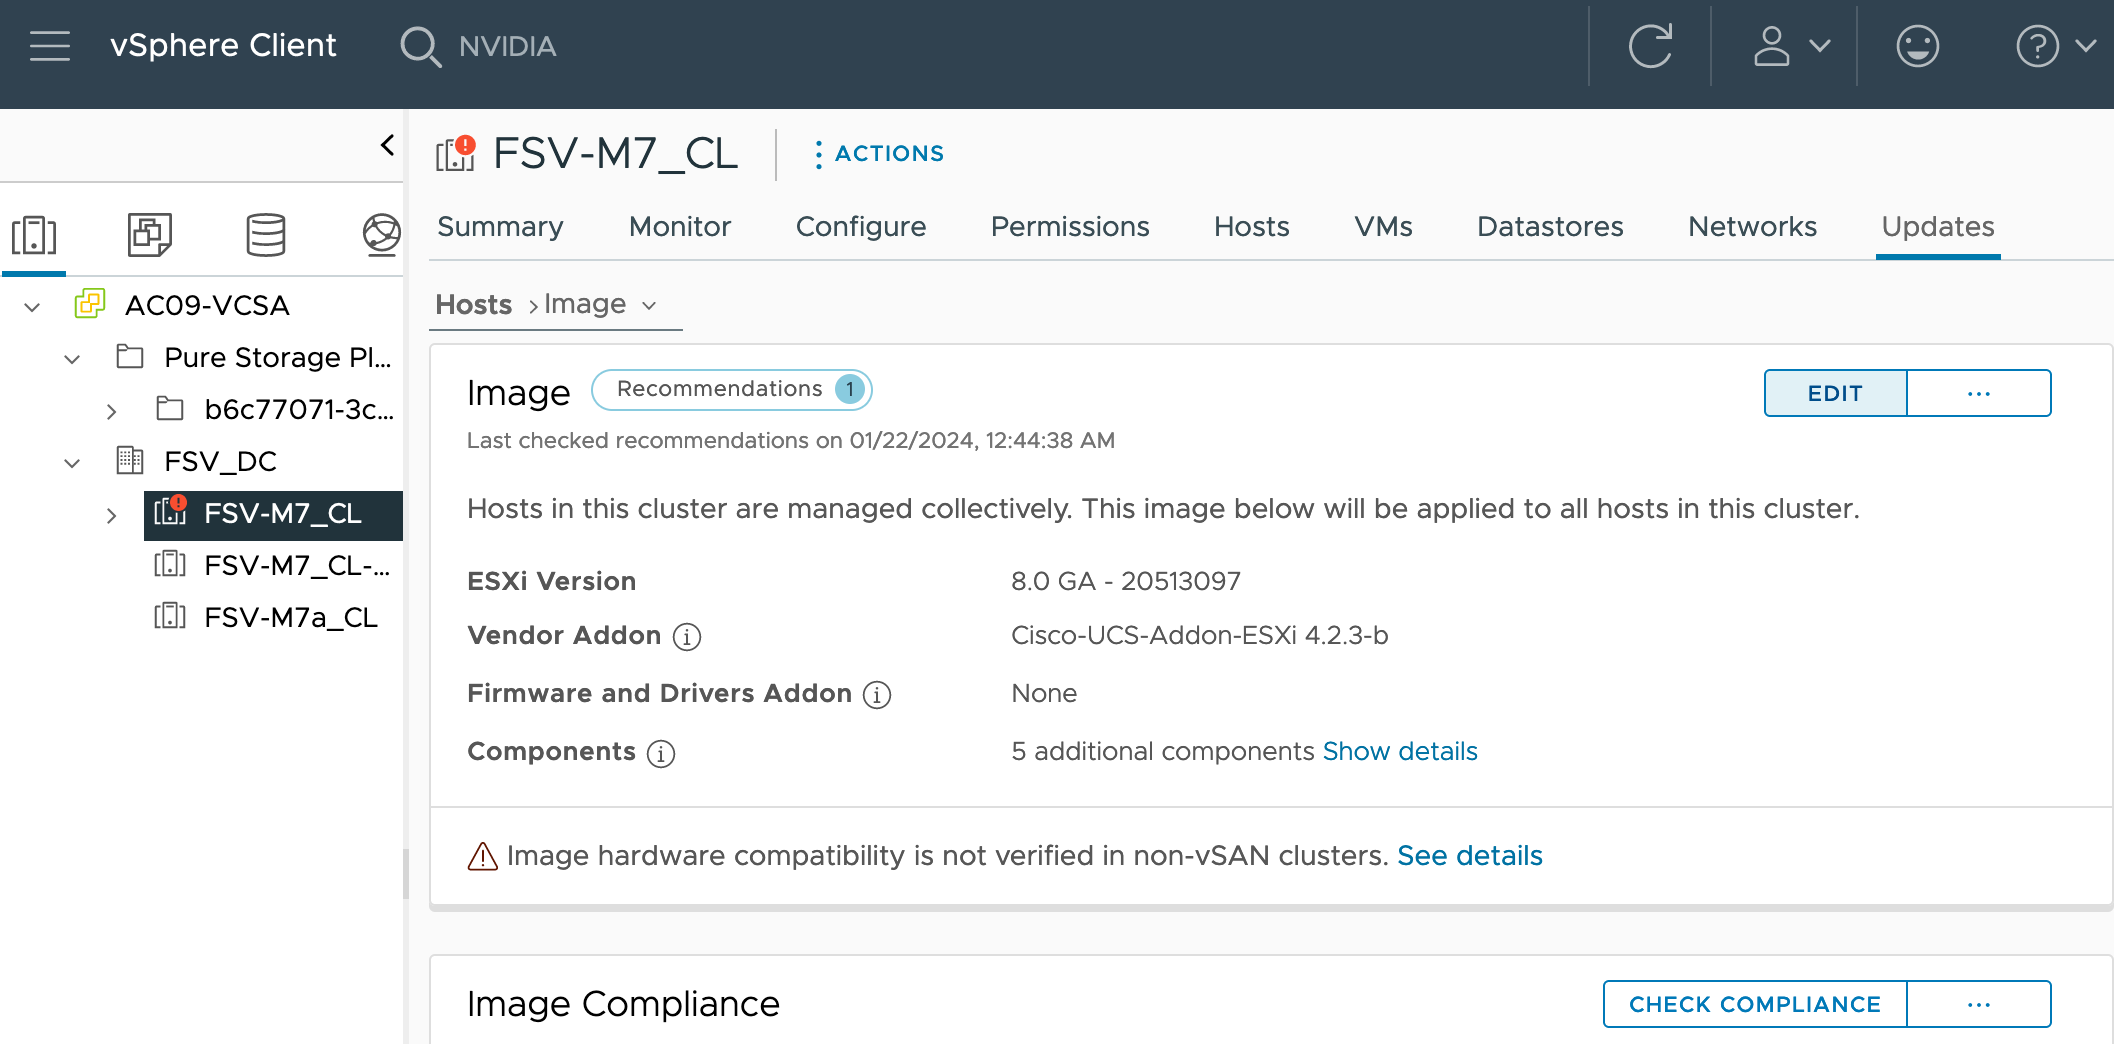 vSphere Client
NVIDIA
FSV-M7_CL
ACTIONS
Summary Monitor Configure Permissions Hosts VMs Datastores Networks Updates
AC09-VCSA
Pure Storage Pl...
b6c77071-3c...
FSV_DC
FSV-M7_CL
FSV-M7_CL-...
FSV-M7a_CL
Hosts > Image
Image Recommendations 1
EDIT ...
Last checked recommendations on 01/22/2024, 12:44:38 AM
Hosts in this cluster are managed collectively. This image below will be applied to all hosts in this cluster.
ESXi Version 8.0 GA - 20513097
Vendor Addon Cisco-UCS-Addon-ESXi 4.2.3-b
Firmware and Drivers Addon None
Components 5 additional components Show details
Image hardware compatibility is not verified in non-vSAN clusters. See details
Image Compliance
CHECK COMPLIANCE ...